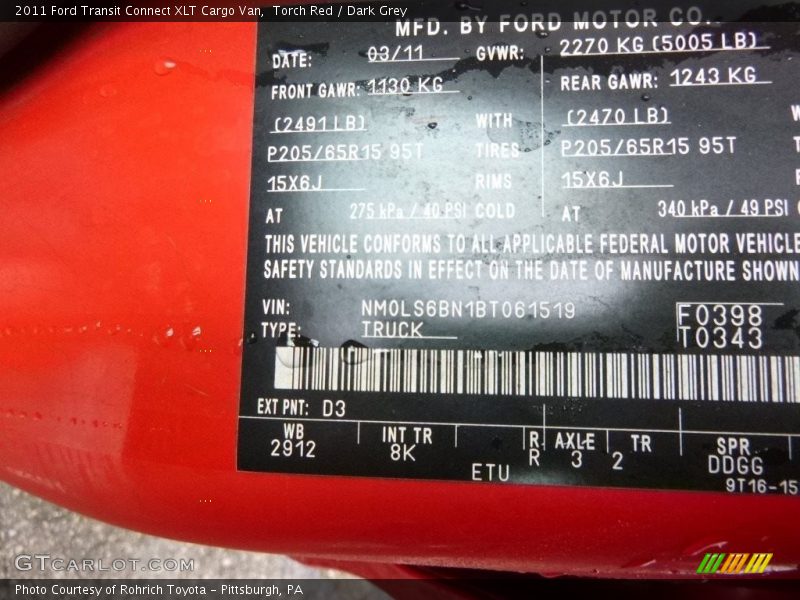 2011 Ford Transit Connect XLT Cargo Van, Torch Red / Dark Grey
MFD. BY FORD MOTOR CO.
DATE: 03/11 GVWR: 2270 KG (5005 LB)
FRONT GAWR: 1130 KG REAR GAWR: 1243 KG
(2491 LB) WITH (2470 LB)
P205/65R15 95T TIRES P205/65R15 95T
15X6J RIMS 15X6J
AT 275 kPa / 40 PSI COLD AT 340 kPa / 49 PSI
THIS VEHICLE CONFORMS TO ALL APPLICABLE FEDERAL MOTOR VEHICLE
SAFETY STANDARDS IN EFFECT ON THE DATE OF MANUFACTURE SHOWN
VIN: NM0LS6BN1BT061519 F0398
TYPE: TRUCK T0343
EXT PNT: D3
WB INT TR R AXLE TR SPR
2912 8K R 3 2 DDGG
ETU 9T16-15
GTCARLOT.COM
Photo Courtesy of Rohrich Toyota - Pittsburgh, PA